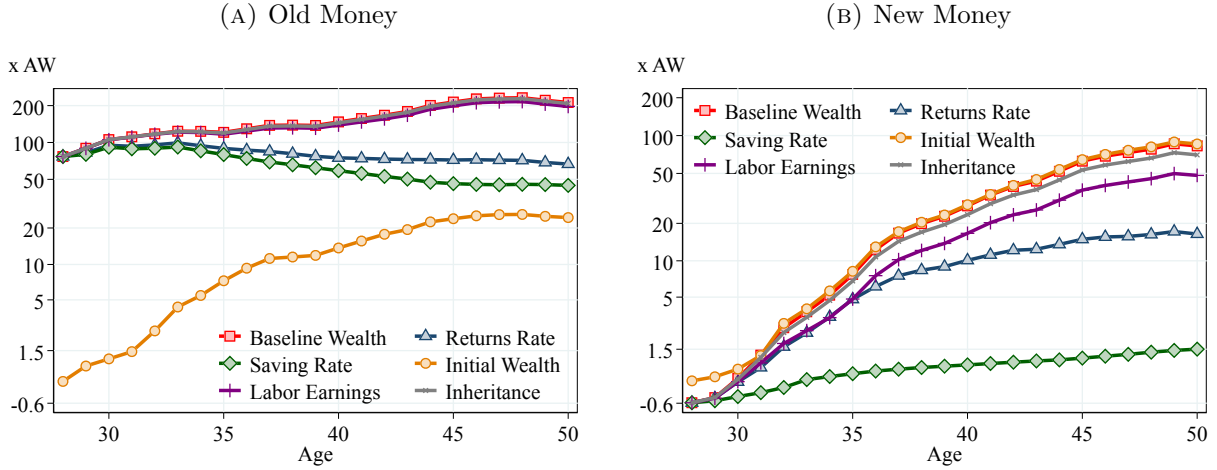 (A) Old Money
x AW
200
100
50
20
10
5
1.5
-0.6
Baseline Wealth
Returns Rate
Saving Rate
Initial Wealth
Labor Earnings
Inheritance
30 35 40 45 50
Age
(B) New Money
x AW
200
100
50
20
10
5
1.5
-0.6
Baseline Wealth
Returns Rate
Saving Rate
Initial Wealth
Labor Earnings
Inheritance
30 35 40 45 50
Age